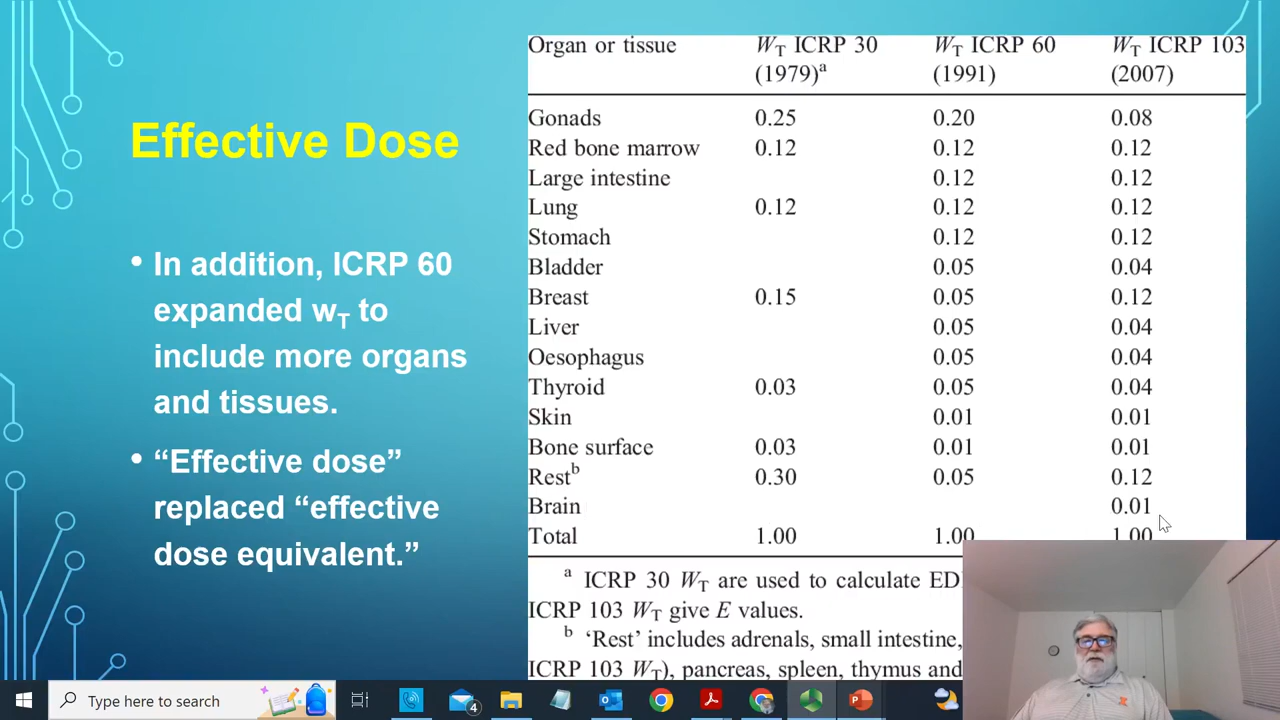 Effective Dose
• In addition, ICRP 60
expanded wT to
include more organs
and tissues.
• “Effective dose”
replaced “effective
dose equivalent.”
Organ or tissue WT ICRP 30 WT ICRP 60 WT ICRP 103
(1979)a (1991) (2007)
Gonads 0.25 0.20 0.08
Red bone marrow 0.12 0.12 0.12
Large intestine 0.12 0.12
Lung 0.12 0.12 0.12
Stomach 0.12 0.12
Bladder 0.05 0.04
Breast 0.15 0.05 0.12
Liver 0.05 0.04
Oesophagus 0.05 0.04
Thyroid 0.03 0.05 0.04
Skin 0.01 0.01
Bone surface 0.03 0.01 0.01
Restb 0.30 0.05 0.12
Brain 0.01
Total 1.00 1.00 1.00
a ICRP 30 WT are used to calculate
ICRP 103 WT give E values.
b ‘Rest’ includes adrenals, small intestine,
ICRP 103 WT), pancreas, spleen, thymus and
Type here to search
4